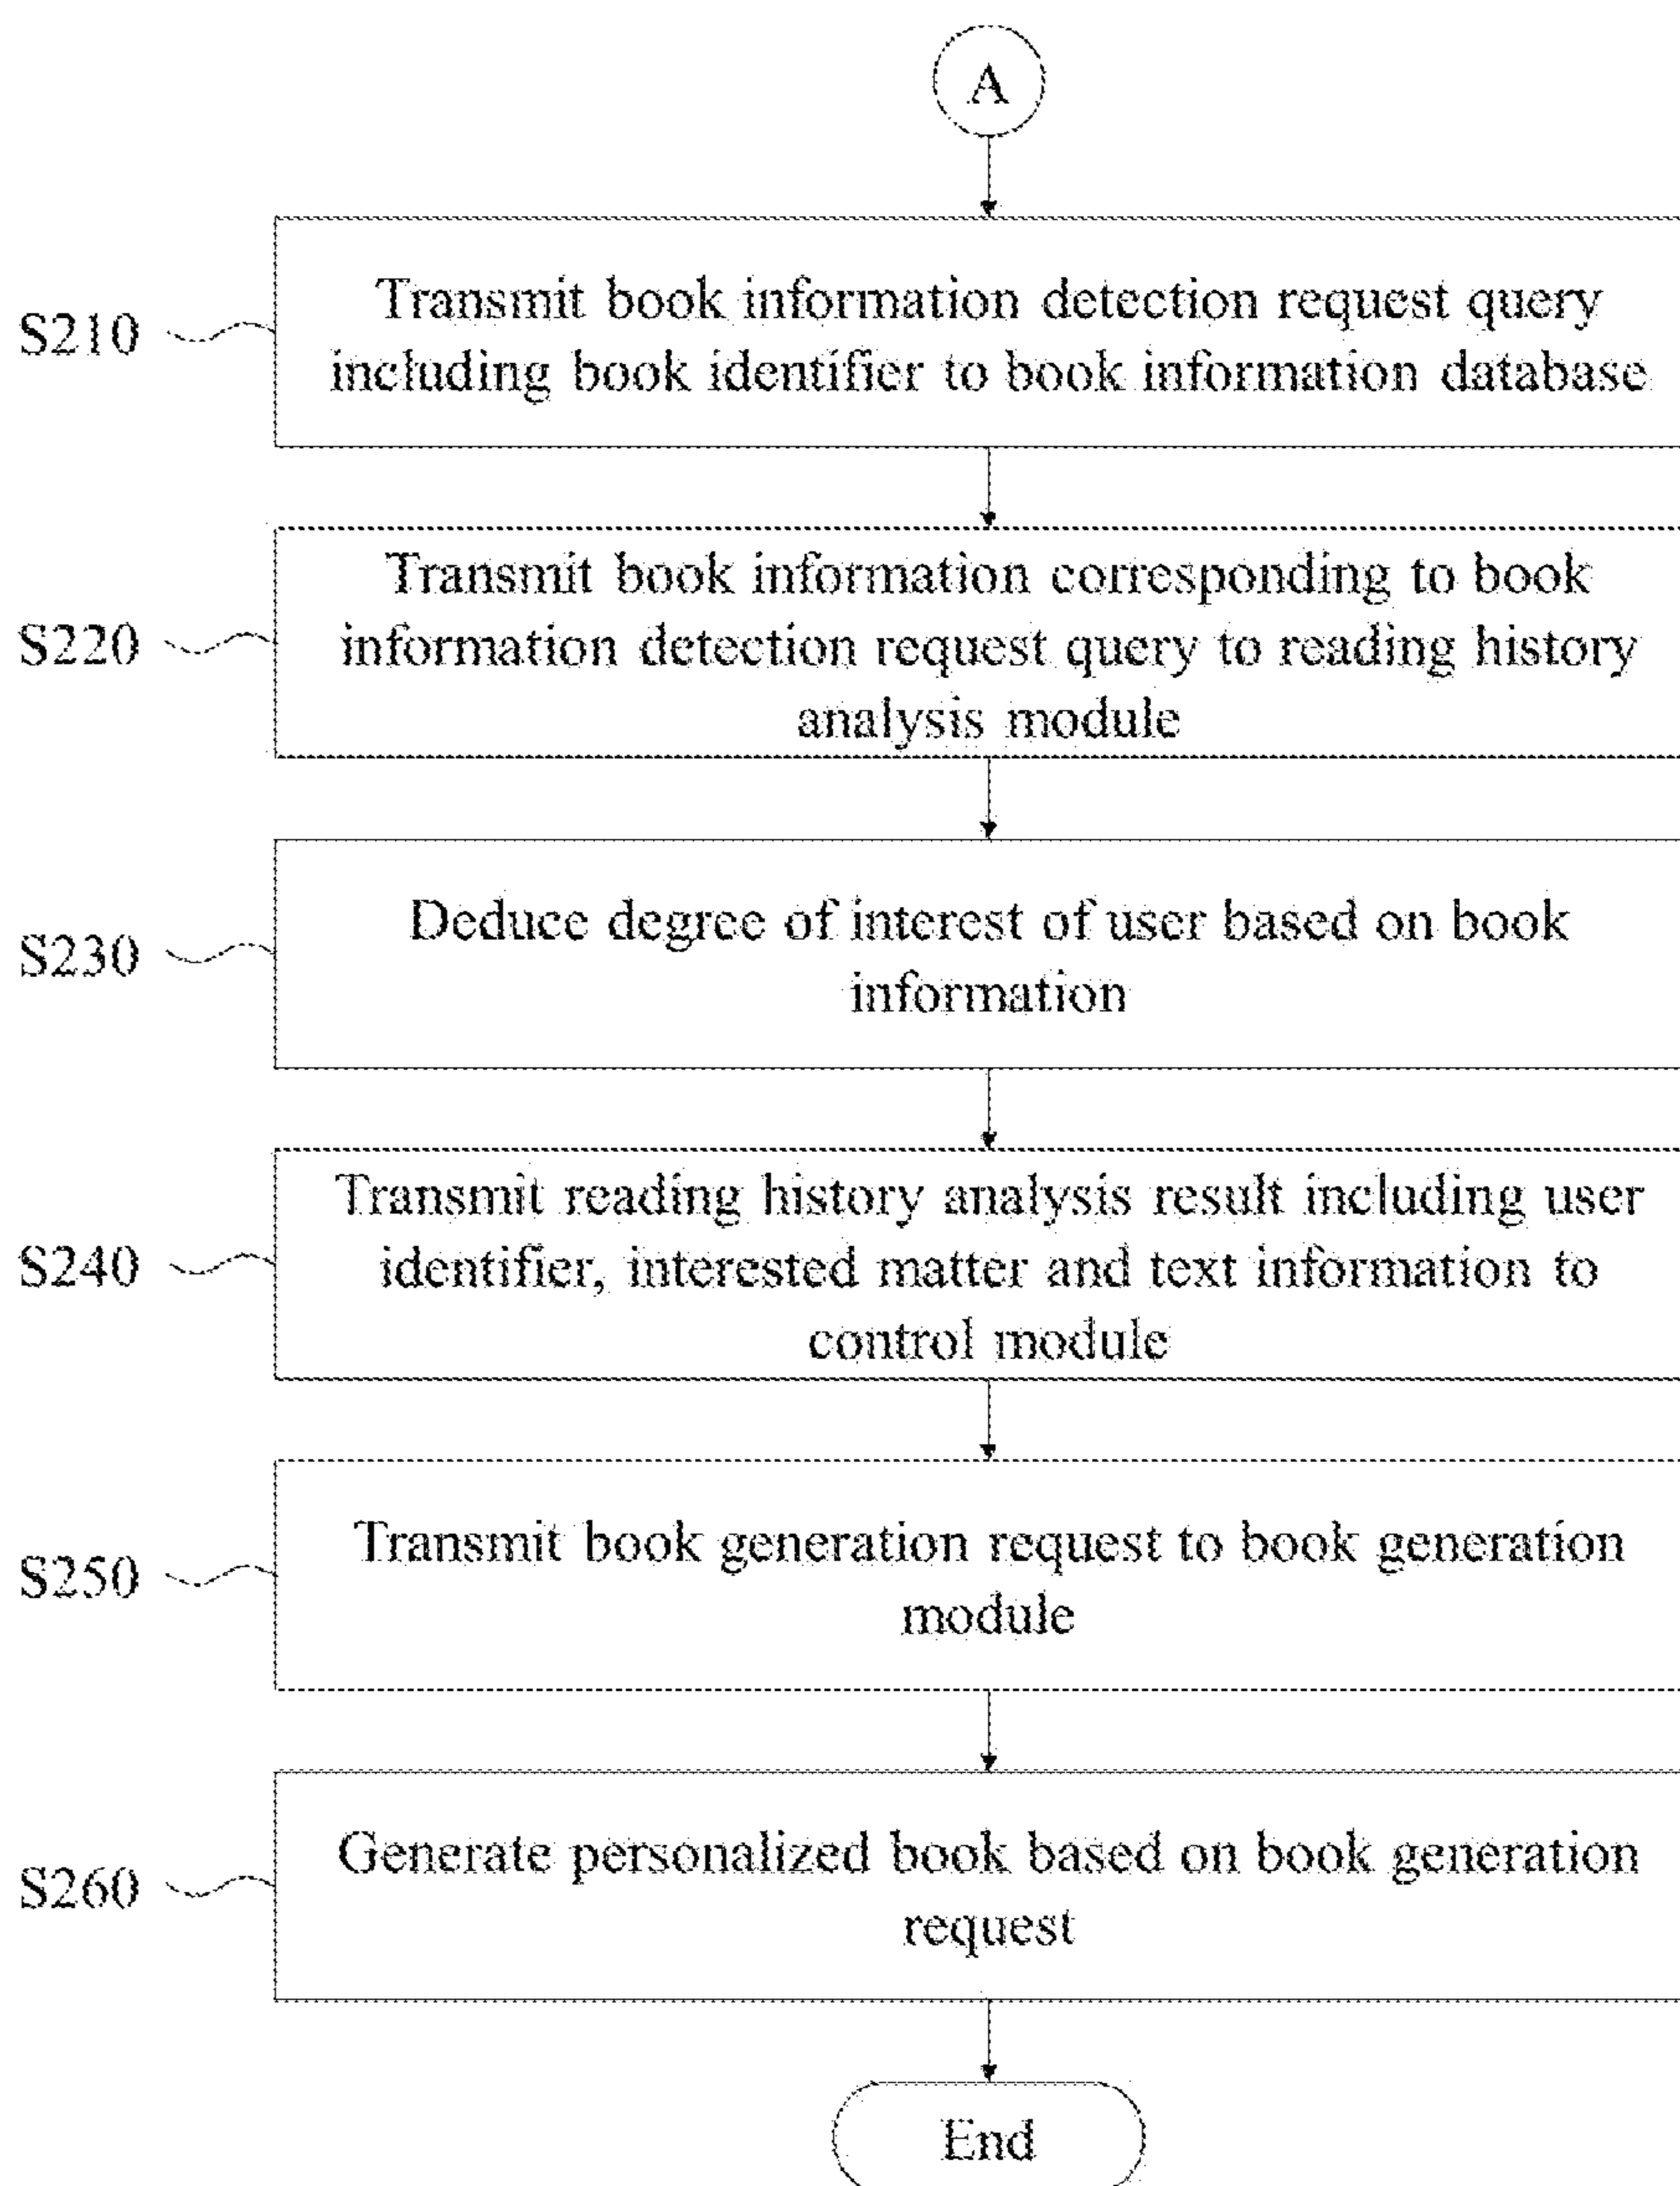 A
S210
Transmit book information detection request query
including book identifier to book information database
S220
Transmit book information corresponding to book
information detection request query to reading history
analysis module
S230
Deduce degree of interest of user based on book
information
S240
Transmit reading history analysis result including user
identifier, interested matter and text information to
control module
S250
Transmit book generation request to book generation
module
S260
Generate personalized book based on book generation
request
End